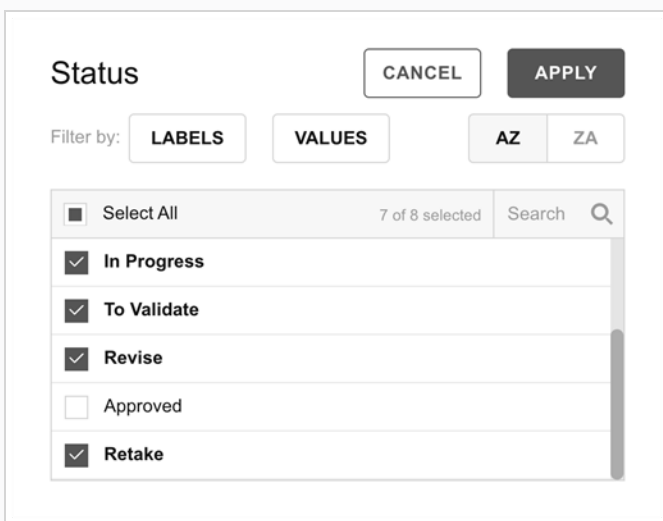 Status CANCEL APPLY
Filter by: LABELS VALUES AZ ZA
Select All 7 of 8 selected Search
In Progress
To Validate
Revise
Approved
Retake